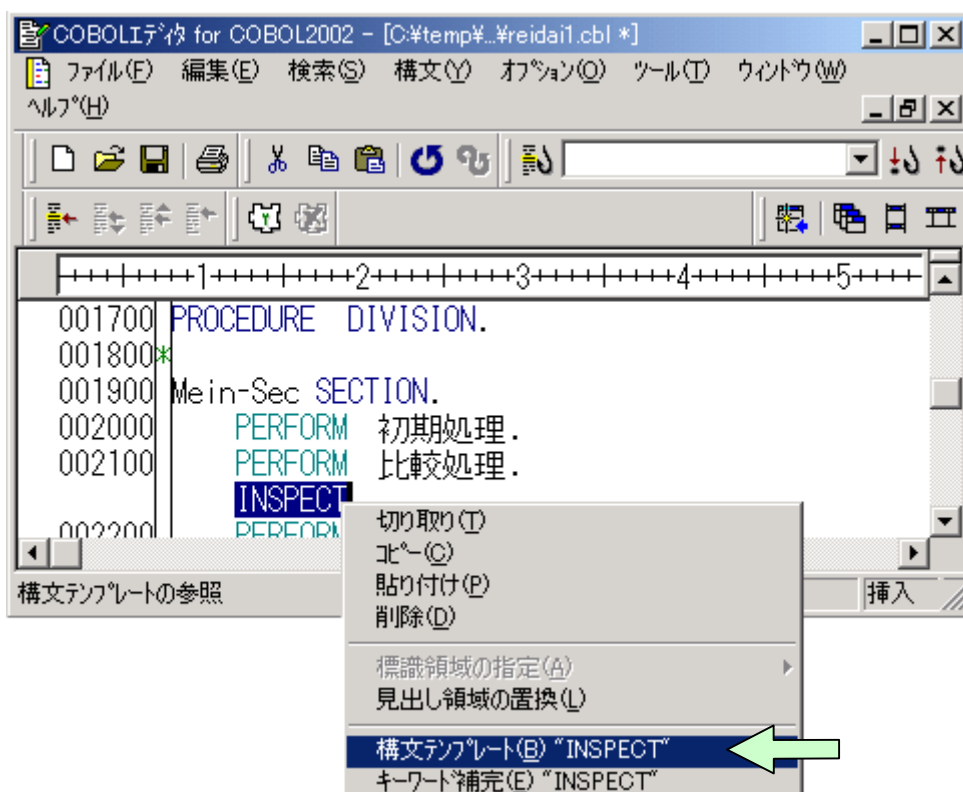 COBOLエディタ for COBOL2002 - [C:¥temp¥...¥reidai1.cbl *]
ファイル(F) 編集(E) 検索(S) 構文(Y) オプション(O) ツール(T) ウィンドウ(W)
ヘルプ(H)
++++|++++1++++|++++2++++|++++3++++|++++4++++|++++5++++
001700 PROCEDURE DIVISION.
001800*
001900 Mein-Sec SECTION.
002000 PERFORM 初期処理.
002100 PERFORM 比較処理.
INSPECT
002200 PERFORM
切り取り(T)
コピー(C)
貼り付け(P)
削除(D)
標識領域の指定(A)
見出し領域の置換(L)
構文テンプレート(B) "INSPECT"
キーワード補完(E) "INSPECT"
構文テンプレートの参照
挿入